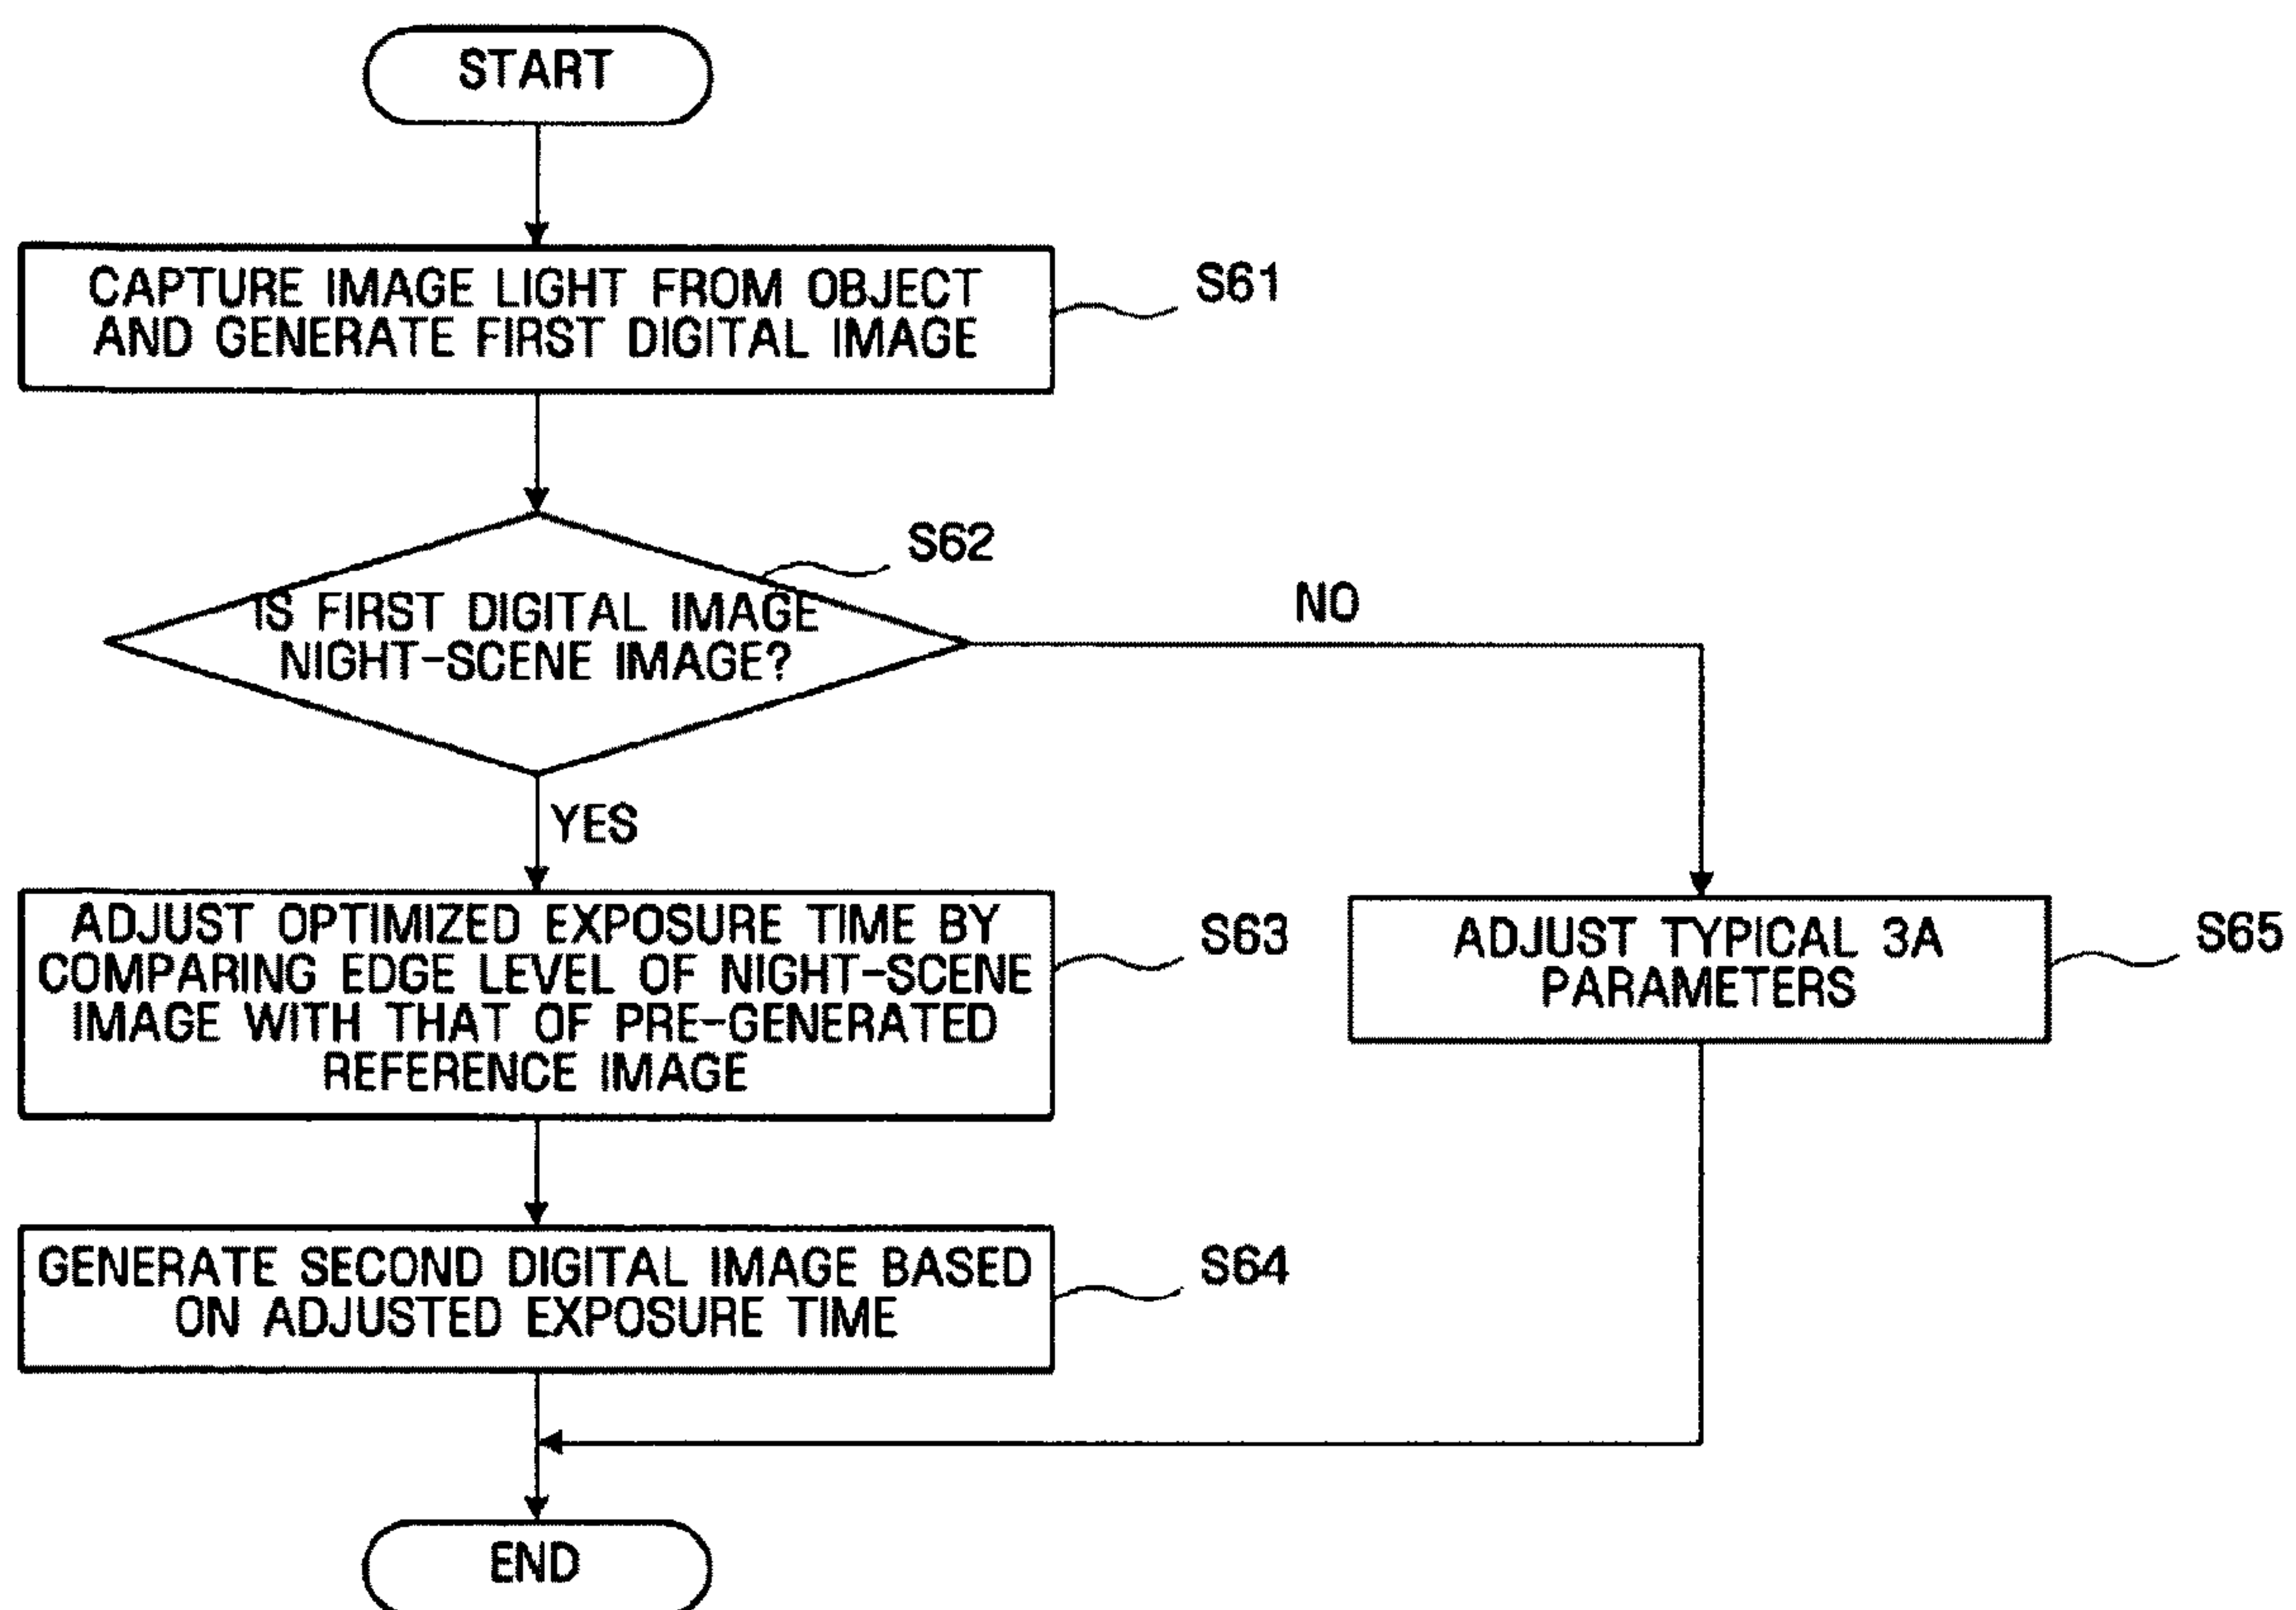 START
CAPTURE IMAGE LIGHT FROM OBJECT
AND GENERATE FIRST DIGITAL IMAGE
S61
S62
IS FIRST DIGITAL IMAGE
NIGHT-SCENE IMAGE?
NO
YES
ADJUST OPTIMIZED EXPOSURE TIME BY
COMPARING EDGE LEVEL OF NIGHT-SCENE
IMAGE WITH THAT OF PRE-GENERATED
REFERENCE IMAGE
S63
ADJUST TYPICAL 3A
PARAMETERS
S65
GENERATE SECOND DIGITAL IMAGE BASED
ON ADJUSTED EXPOSURE TIME
S64
END